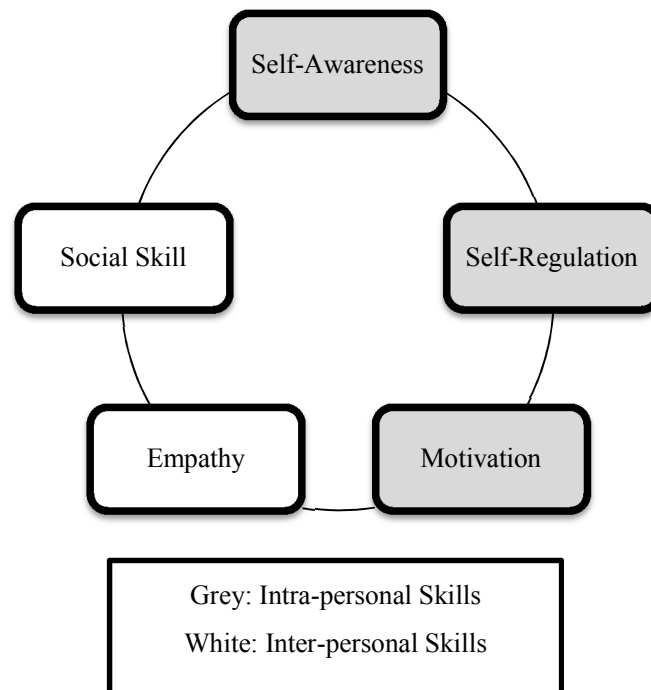 Self-Awareness
Social Skill
Self-Regulation
Empathy
Motivation
Grey: Intra-personal Skills
White: Inter-personal Skills